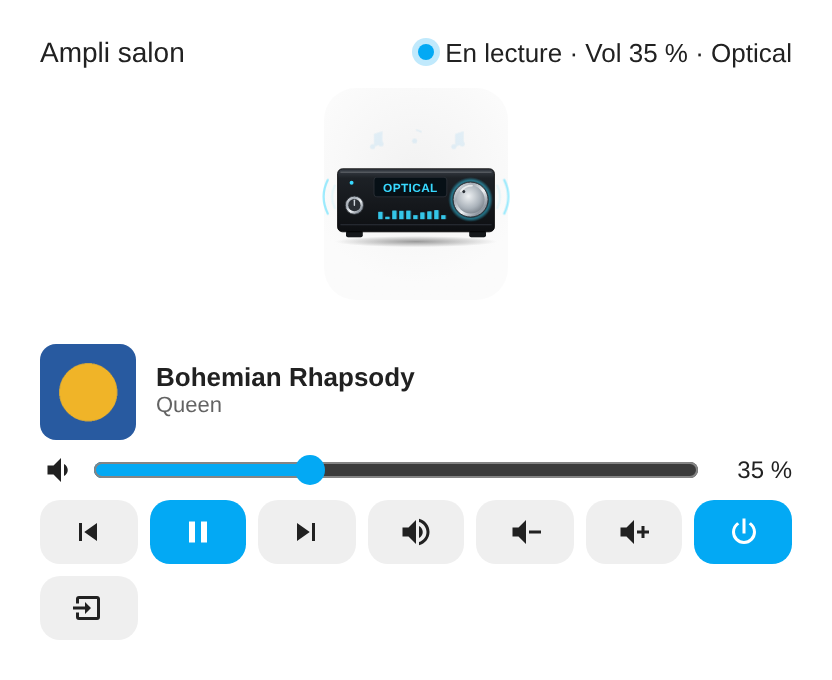 Ampli salon
En lecture · Vol 35 % · Optical
OPTICAL
Bohemian Rhapsody
Queen
35 %